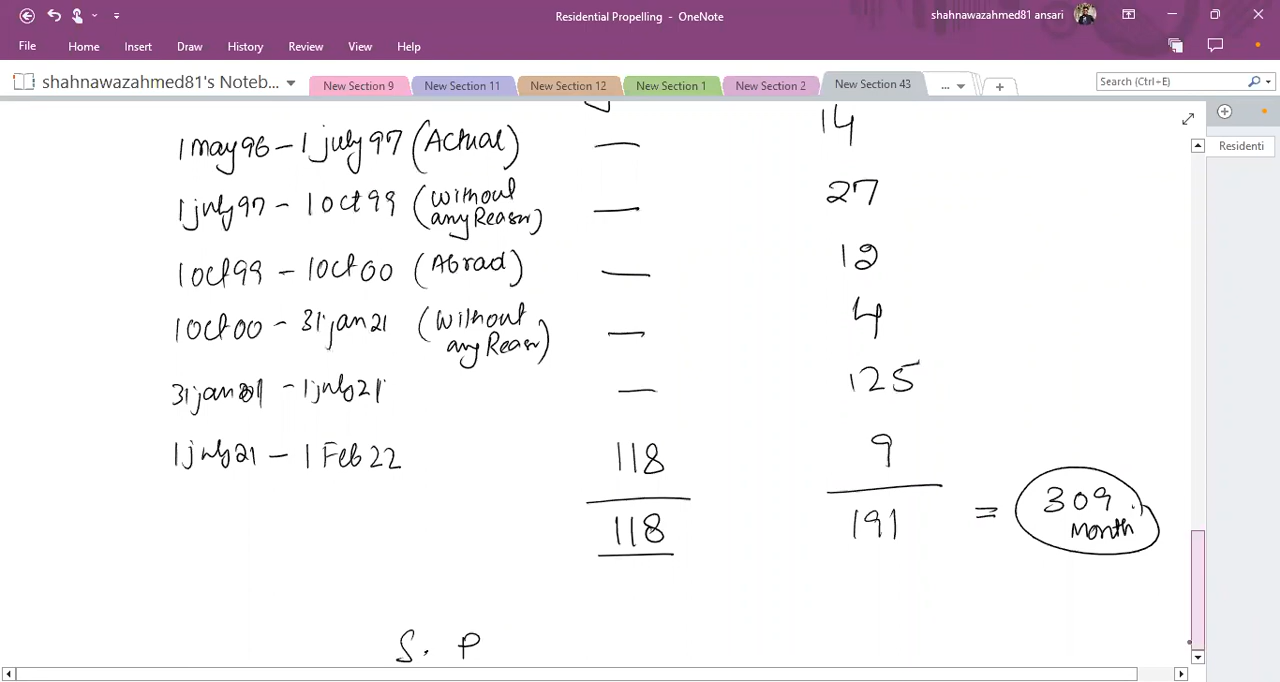 Residential Propelling - OneNote
shahnawazahmed81 ansari
File Home Insert Draw History Review View Help
shahnawazahmed81's Noteb...
New Section 9 New Section 11 New Section 12 New Section 1 New Section 2 New Section 43 ...
Search (Ctrl+E)
Residenti
1 may 96 - 1 july 97 (Actual) — 14
1 july 97 - 1 oct 99 (without any Reason) — 27
1 oct 99 - 1 oct 00 (Abrad) — 12
1 oct 00 - 31 jan 21 (without any Reason) — 4
31 jan - 1 july 21 — 125
1 july 21 - 1 Feb 22 118 9
118 191 = 309 Month
S. P